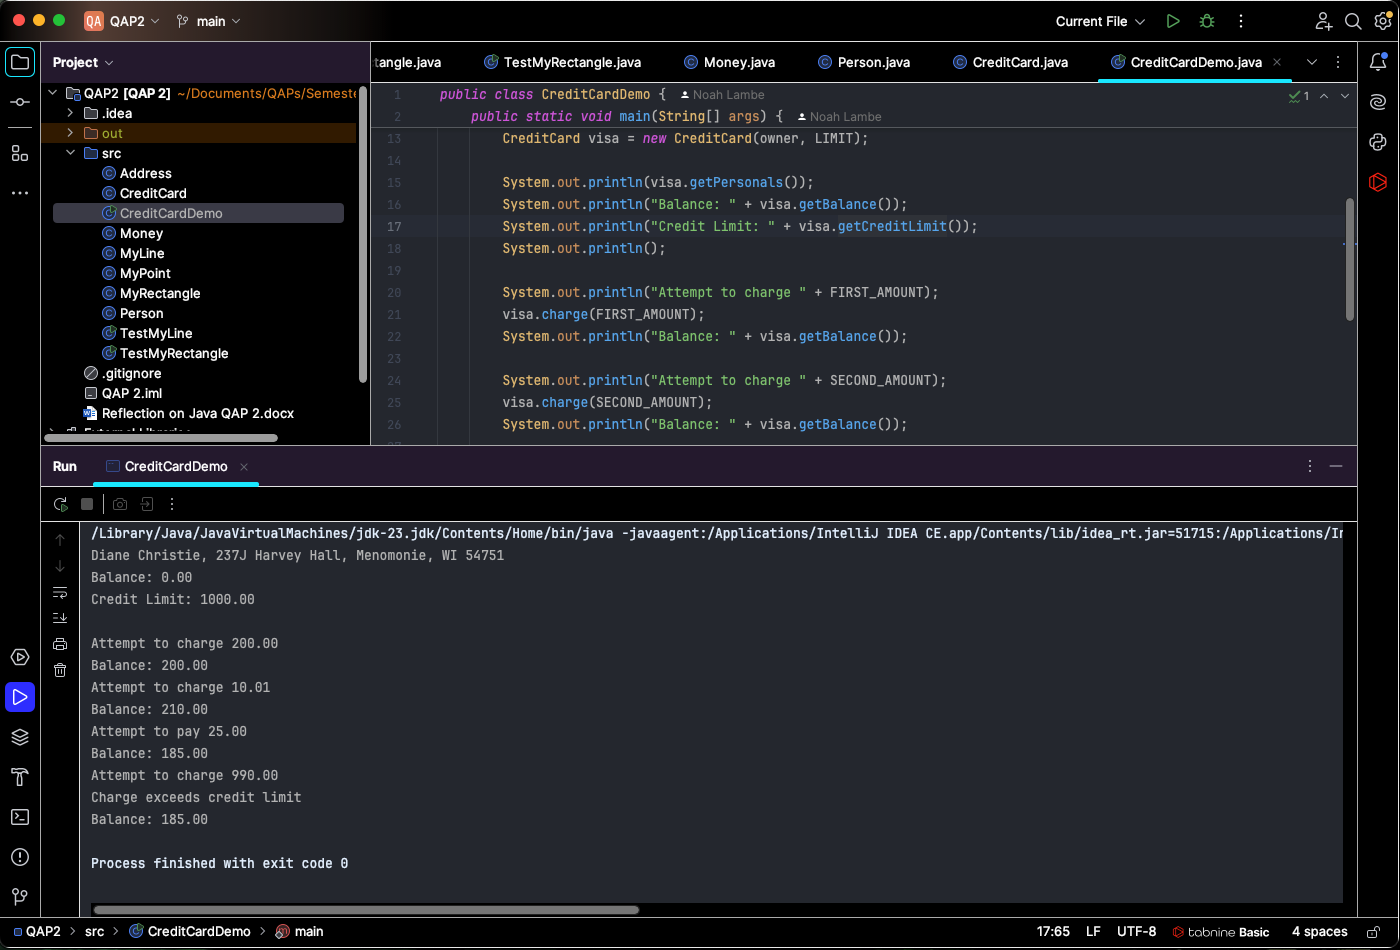 QA QAP2 main Current File
Project
tangle.java TestMyRectangle.java Money.java Person.java CreditCard.java CreditCardDemo.java
QAP2 [QAP 2] ~/Documents/QAPs/Semeste
.idea
out
src
Address
CreditCard
CreditCardDemo
Money
MyLine
MyPoint
MyRectangle
Person
TestMyLine
TestMyRectangle
.gitignore
QAP 2.iml
Reflection on Java QAP 2.docx
External Libraries
1 public class CreditCardDemo { Noah Lambe 1
2 public static void main(String[] args) { Noah Lambe
13 CreditCard visa = new CreditCard(owner, LIMIT);
14
15 System.out.println(visa.getPersonals());
16 System.out.println("Balance: " + visa.getBalance());
17 System.out.println("Credit Limit: " + visa.getCreditLimit());
18 System.out.println();
19
20 System.out.println("Attempt to charge " + FIRST_AMOUNT);
21 visa.charge(FIRST_AMOUNT);
22 System.out.println("Balance: " + visa.getBalance());
23
24 System.out.println("Attempt to charge " + SECOND_AMOUNT);
25 visa.charge(SECOND_AMOUNT);
26 System.out.println("Balance: " + visa.getBalance());
27
Run CreditCardDemo
/Library/Java/JavaVirtualMachines/jdk-23.jdk/Contents/Home/bin/java -javaagent:/Applications/IntelliJ IDEA CE.app/Contents/lib/idea_rt.jar=51715:/Applications/In
Diane Christie, 237J Harvey Hall, Menomonie, WI 54751
Balance: 0.00
Credit Limit: 1000.00
Attempt to charge 200.00
Balance: 200.00
Attempt to charge 10.01
Balance: 210.00
Attempt to pay 25.00
Balance: 185.00
Attempt to charge 990.00
Charge exceeds credit limit
Balance: 185.00
Process finished with exit code 0
QAP2 src CreditCardDemo main 17:65 LF UTF-8 tabnine Basic 4 spaces